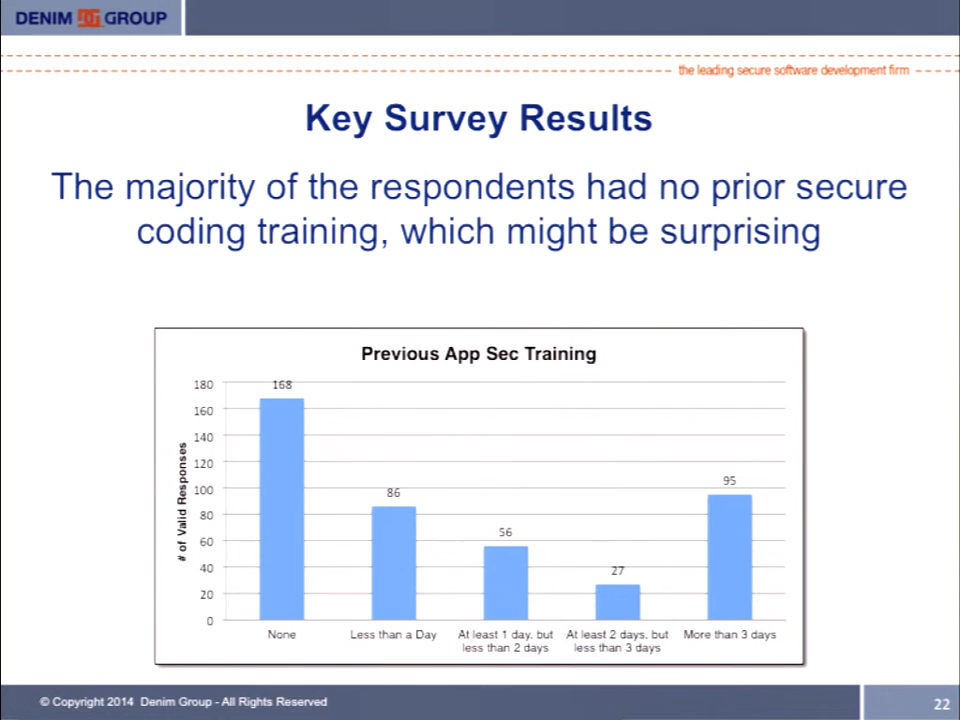 DENIM GROUP
the leading secure software development firm
Key Survey Results
The majority of the respondents had no prior secure
coding training, which might be surprising
Previous App Sec Training
# of Valid Responses
180
160
140
120
100
80
60
40
20
0
168
86
56
27
95
None
Less than a Day
At least 1 day, but
less than 2 days
At least 2 days, but
less than 3 days
More than 3 days
© Copyright 2014 Denim Group - All Rights Reserved
22